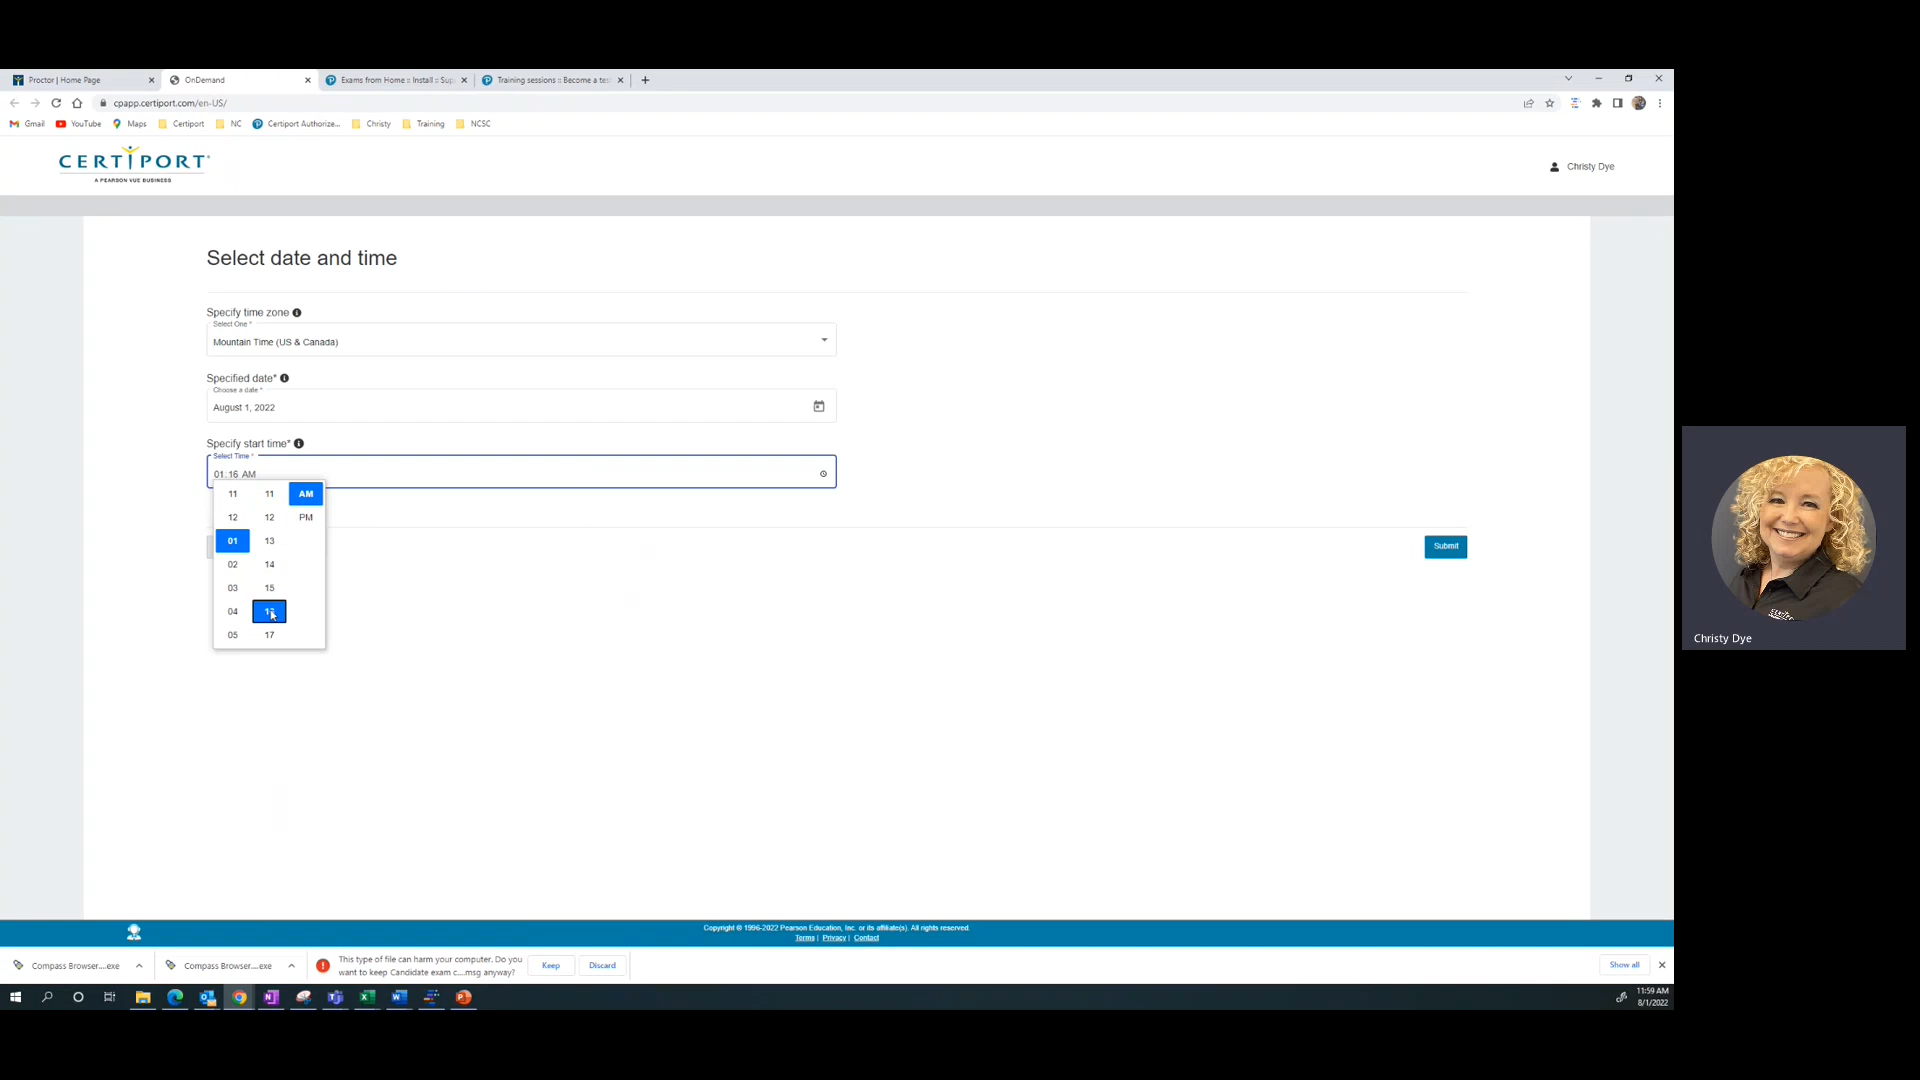 Proctor | Home Page
OnDemand
Exams from Home :: Install :: Sup
Training sessions :: Become a tes
cpapp.certiport.com/en-US/
Gmail
YouTube
Maps
Certiport
NC
Certiport Authorize...
Christy
Training
NCSC
CERTIPORT
A PEARSON VUE BUSINESS
Christy Dye
Select date and time
Specify time zone
Select One *
Mountain Time (US & Canada)
Specified date*
Choose a date *
August 1, 2022
Specify start time*
Select Time *
01:16 AM
11 11 AM
12 12 PM
01 13
02 14
03 15
04
05 17
Submit
Christy Dye
Copyright © 1996-2022 Pearson Education, Inc. or its affiliate(s). All rights reserved.
Terms | Privacy | Contact
Compass Browser....exe
Compass Browser....exe
This type of file can harm your computer. Do you
want to keep Candidate exam c....msg anyway?
Keep
Discard
Show all
11:59 AM
8/1/2022